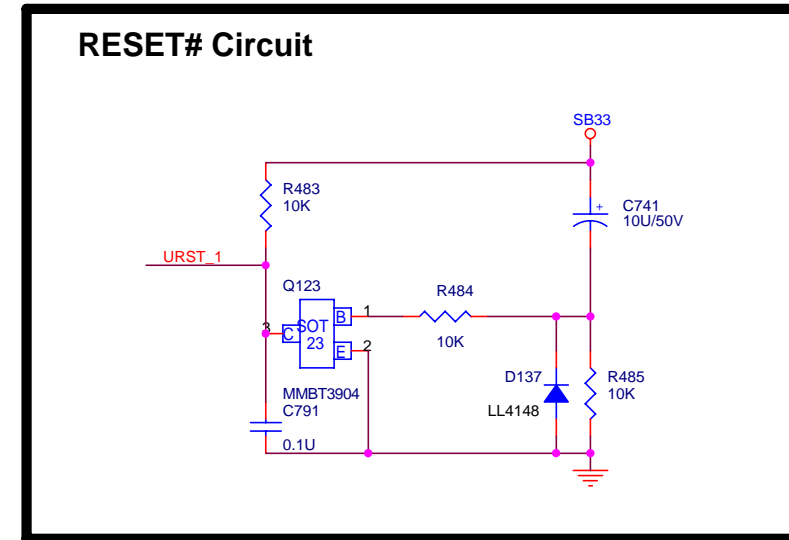 RESET# Circuit
SB33
R483
10K
C741
10U/50V
+
URST_1
Q123
R484
1
B
3
C
SOT
23
10K
2
E
D137
R485
10K
MMBT3904
LL4148
C791
0.1U